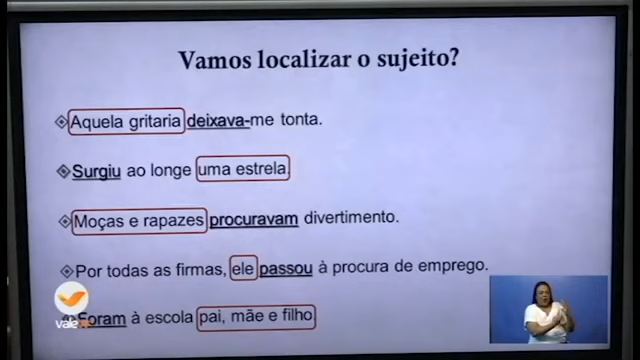 Vamos localizar o sujeito?
Aquela gritaria deixava-me tonta.
Surgiu ao longe uma estrela.
Moças e rapazes procuravam divertimento.
Por todas as firmas, ele passou à procura de emprego.
Foram à escola pai, mãe e filho
vale